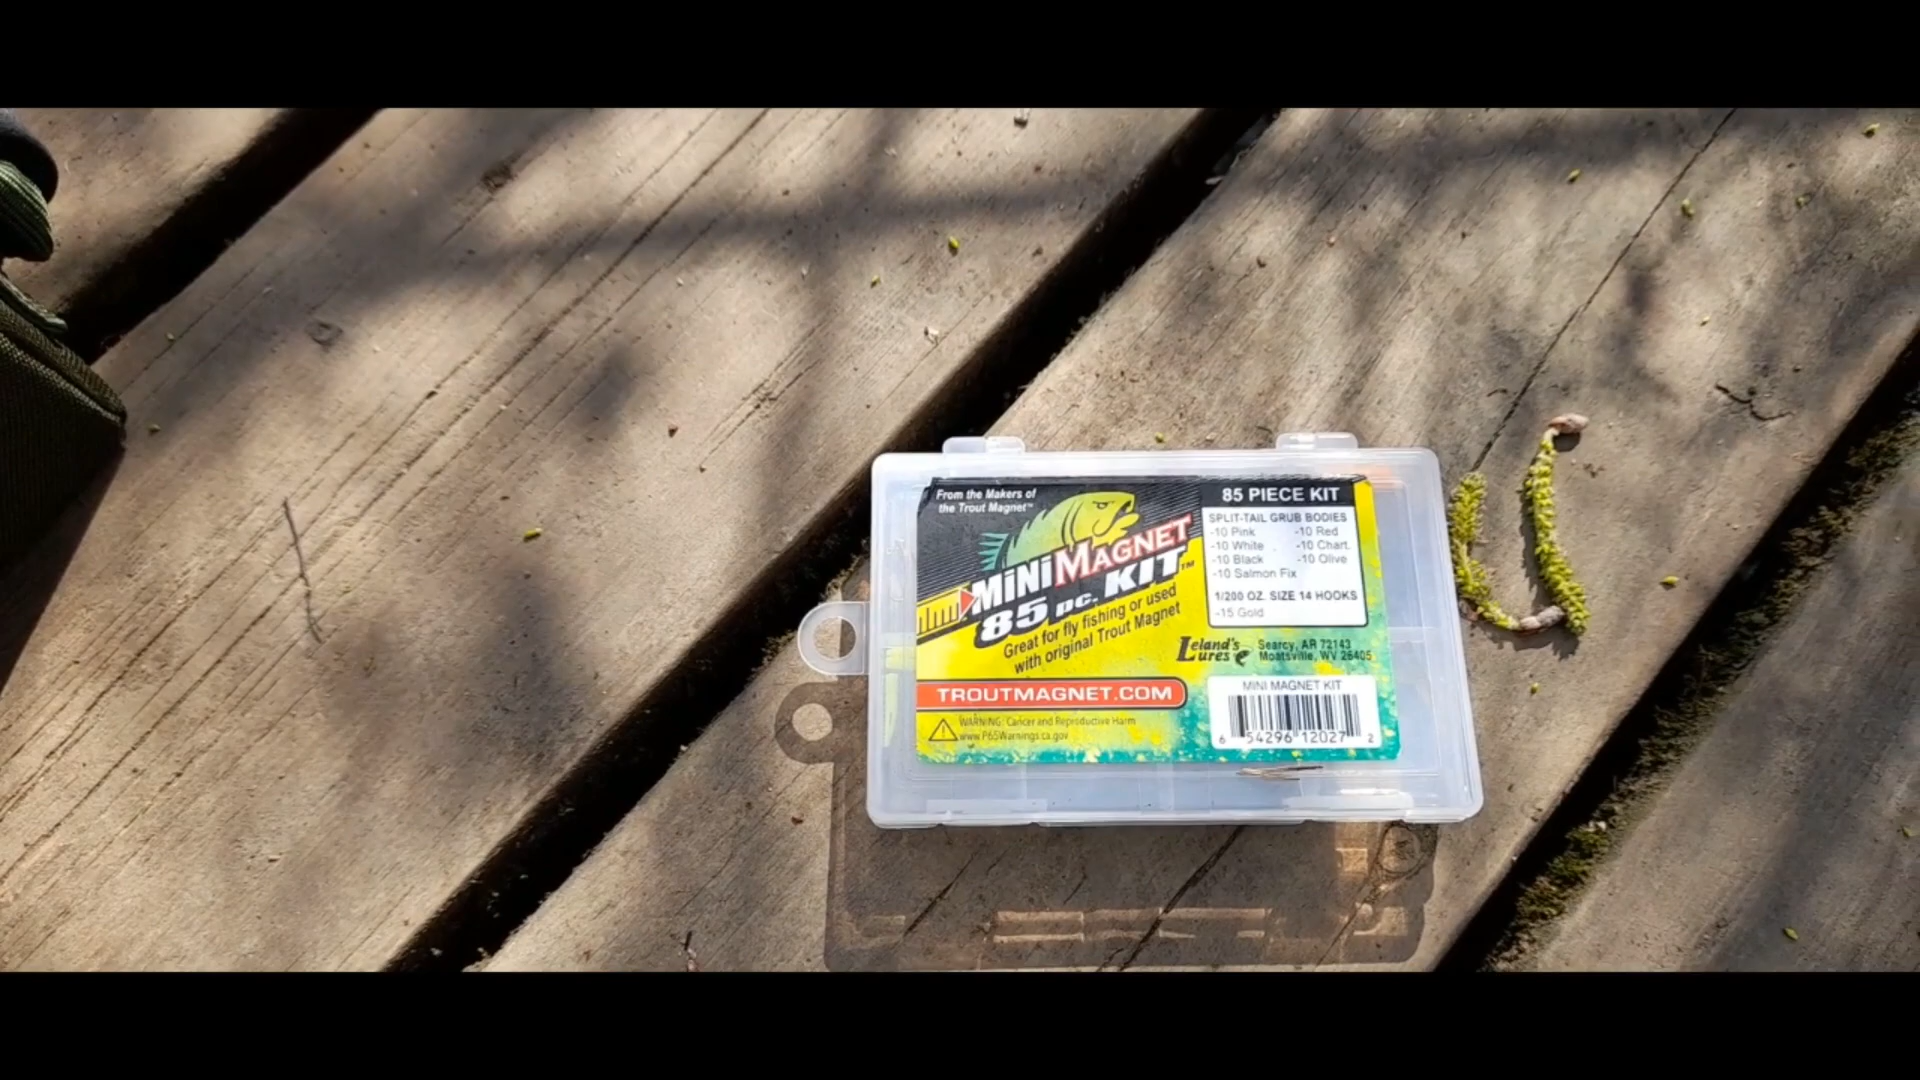 From the Makers of
the Trout Magnet™
MiNi MAGNET
85 pc. KIT™
Great for fly fishing or used
with original Trout Magnet
TROUTMAGNET.COM
WARNING: Cancer and Reproductive Harm
www.P65Warnings.ca.gov
85 PIECE KIT
SPLIT-TAIL GRUB BODIES
-10 Pink -10 Red
-10 White -10 Chart.
-10 Black -10 Olive
-10 Salmon Fix
1/200 OZ. SIZE 14 HOOKS
-15 Gold
Leland's Lures
Searcy, AR 72143
Moatsville, WV 26405
MINI MAGNET KIT
6 54296 12027 2